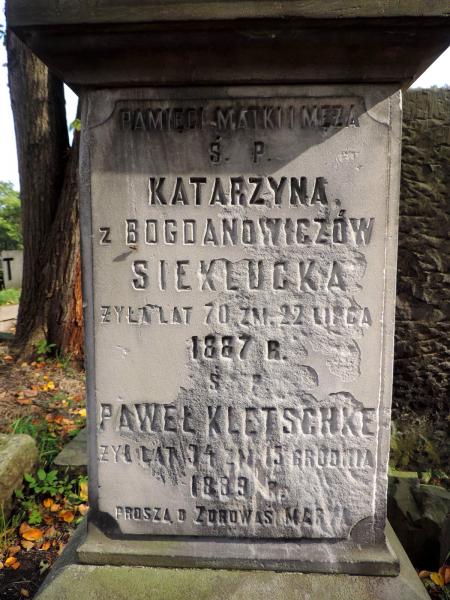 PAMIĘCI MATKI I MĘŻA
Ś. P.
KATARZYNA
z BOGDANOWICZÓW
SIEKLUCKA
ŻYŁA LAT 70 ZM. 22 LIPCA
1887 R.
Ś. P.
PAWEŁ KLETSCHKE
ŻYŁ LAT 34 ZM 15 GRUDNIA
1889 R.
PROSZĄ O ZDROWAŚ MARYA